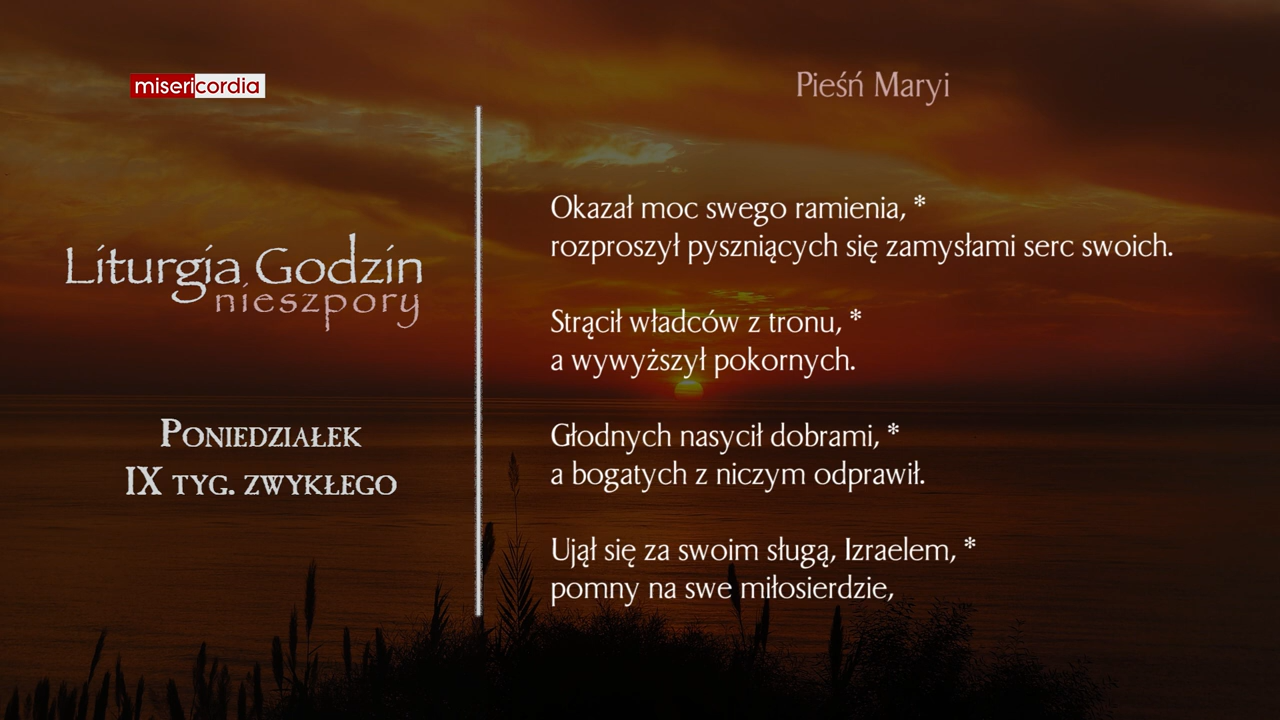 misericordia
Liturgia Godzin
nieszpory
Poniedziałek
IX tyg. zwykłego
Pieśń Maryi
Okazał moc swego ramienia, *
rozproszył pyszniących się zamysłami serc swoich.
Strącił władców z tronu, *
a wywyższył pokornych.
Głodnych nasycił dobrami, *
a bogatych z niczym odprawił.
Ujął się za swoim sługą, Izraelem, *
pomny na swe miłosierdzie,